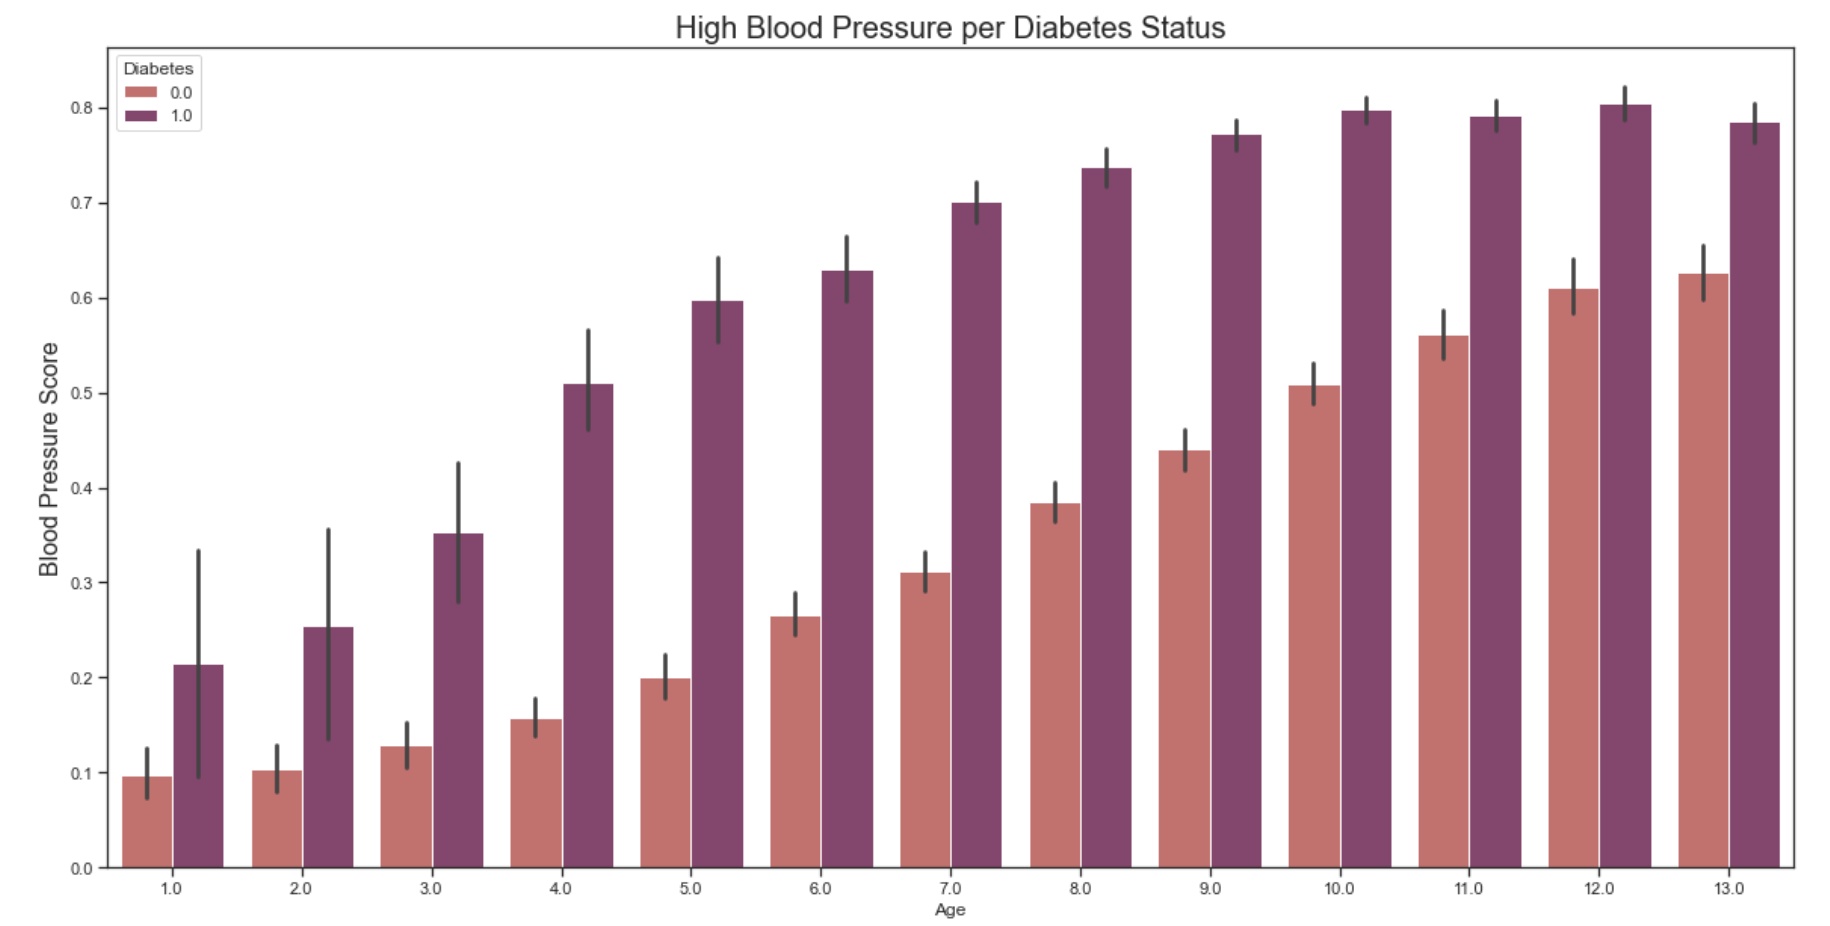 High Blood Pressure per Diabetes Status
Diabetes
0.0
1.0
Blood Pressure Score
0.8
0.7
0.6
0.5
0.4
0.3
0.2
0.1
0.0
1.0 2.0 3.0 4.0 5.0 6.0 7.0 8.0 9.0 10.0 11.0 12.0 13.0
Age